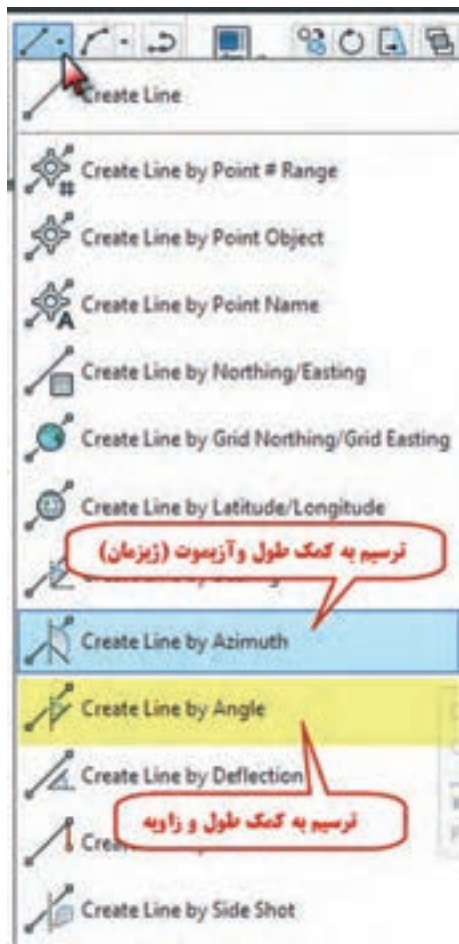 Create Line
Create Line by Point # Range
Create Line by Point Object
Create Line by Point Name
Create Line by Northing/Easting
Create Line by Grid Northing/Grid Easting
Create Line by Latitude/Longitude
ترسیم به کمک طول و آزیموت (ژیزمان)
Create Line by Azimuth
Create Line by Angle
Create Line by Deflection
ترسیم به کمک طول و زاویه
Create Line by Side Shot